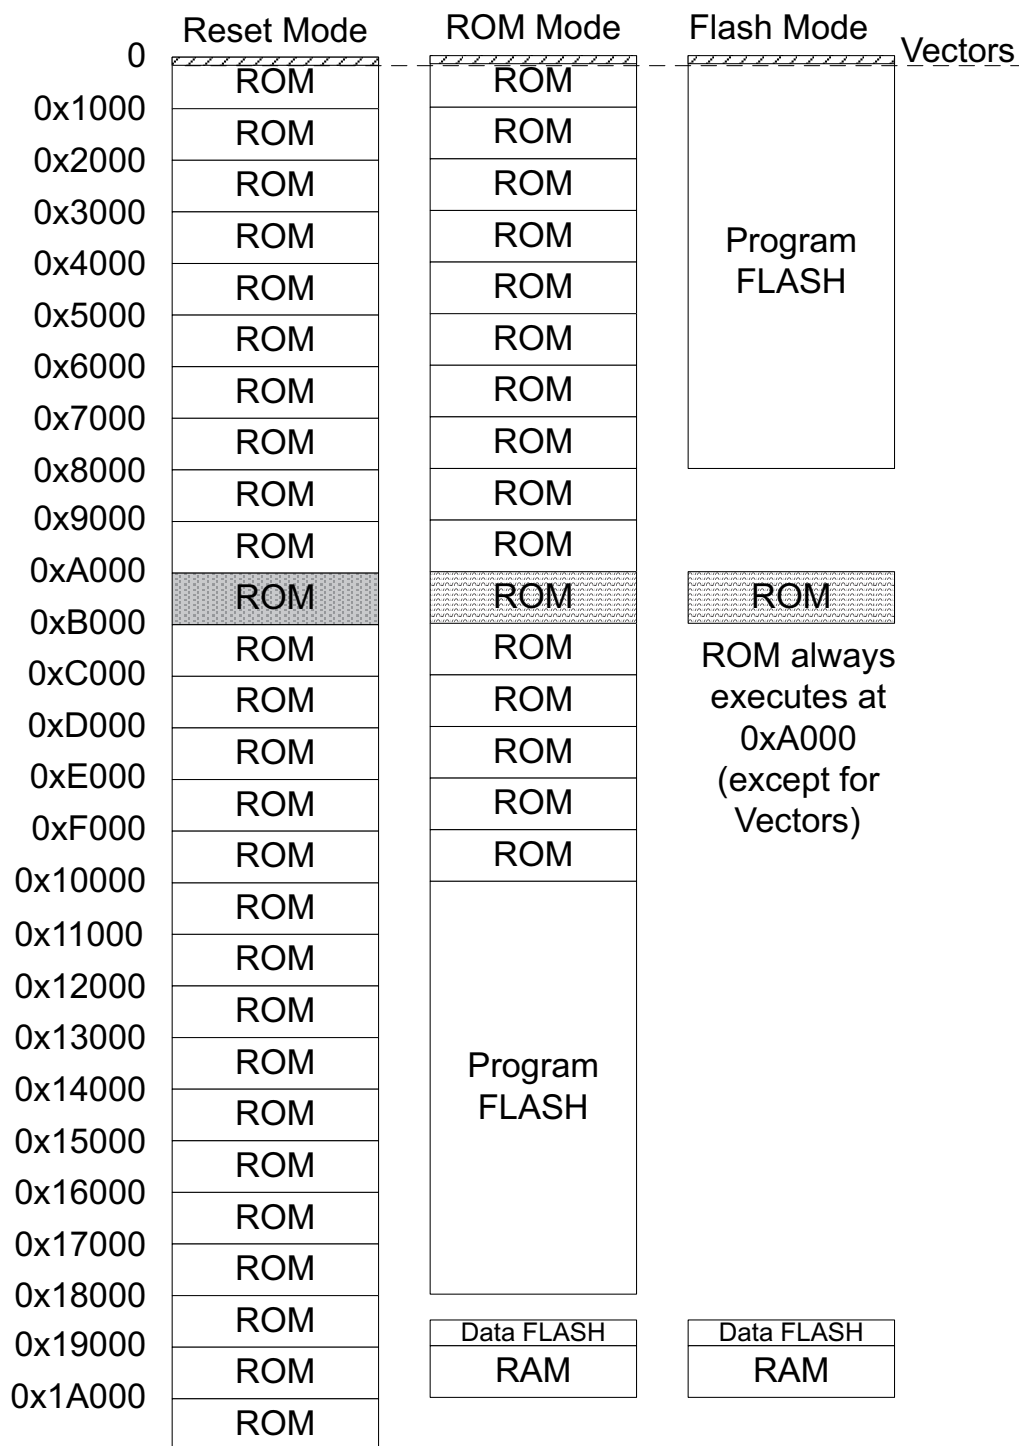 Reset Mode ROM Mode Flash Mode
0 Vectors
ROM ROM
0x1000
ROM ROM
0x2000
ROM ROM
0x3000
ROM ROM Program
0x4000
ROM ROM FLASH
0x5000
ROM ROM
0x6000
ROM ROM
0x7000
ROM ROM
0x8000
ROM ROM
0x9000
ROM ROM
0xA000
ROM ROM ROM
0xB000
ROM ROM ROM always
0xC000
ROM ROM executes at
0xD000
ROM ROM 0xA000
0xE000 (except for
ROM ROM Vectors)
0xF000
ROM ROM
0x10000
ROM
0x11000
ROM
0x12000
ROM
0x13000
ROM Program
0x14000
ROM FLASH
0x15000
ROM
0x16000
ROM
0x17000
ROM
0x18000
ROM Data FLASH Data FLASH
0x19000
ROM RAM RAM
0x1A000
ROM